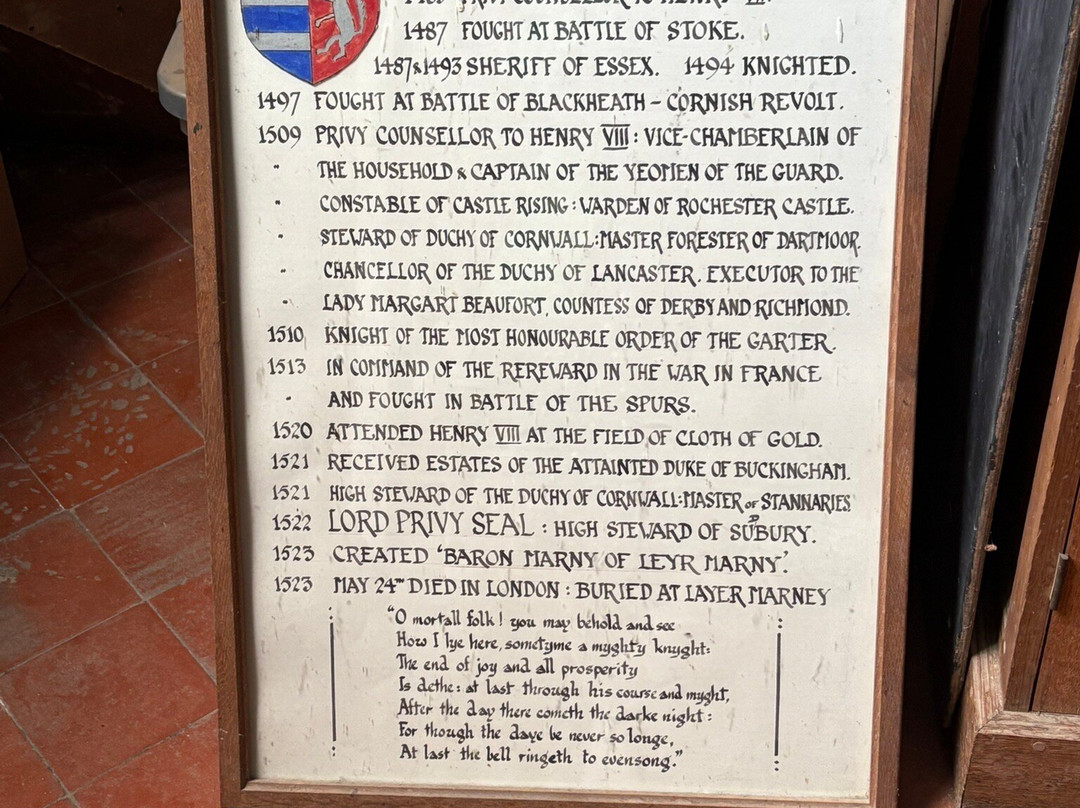 PRIVY COUNSELLOR TO HENRY VII.
1487 FOUGHT AT BATTLE OF STOKE.
1487 & 1493 SHERIFF OF ESSEX. 1494 KNIGHTED.
1497 FOUGHT AT BATTLE OF BLACKHEATH – CORNISH REVOLT.
1509 PRIVY COUNSELLOR TO HENRY VIII : VICE-CHAMBERLAIN OF
" THE HOUSEHOLD & CAPTAIN OF THE YEOMEN OF THE GUARD.
" CONSTABLE OF CASTLE RISING : WARDEN OF ROCHESTER CASTLE.
" STEWARD OF DUCHY OF CORNWALL : MASTER FORESTER OF DARTMOOR.
" CHANCELLOR OF THE DUCHY OF LANCASTER. EXECUTOR TO THE
" LADY MARGART BEAUFORT, COUNTESS OF DERBY AND RICHMOND.
1510 KNIGHT OF THE MOST HONOURABLE ORDER OF THE GARTER.
1513 IN COMMAND OF THE REREWARD IN THE WAR IN FRANCE
" AND FOUGHT IN BATTLE OF THE SPURS.
1520 ATTENDED HENRY VIII AT THE FIELD OF CLOTH OF GOLD.
1521 RECEIVED ESTATES OF THE ATTAINTED DUKE OF BUCKINGHAM.
1521 HIGH STEWARD OF THE DUCHY OF CORNWALL : MASTER OF STANNARIES
1522 LORD PRIVY SEAL : HIGH STEWARD OF SUDBURY.
1523 CREATED 'BARON MARNY OF LEYR MARNY'.
1523 MAY 24TH DIED IN LONDON : BURIED AT LAYER MARNEY
"O mortall folk! you may behold and see
How I lye here, sometyme a myghty knyght:
The end of joy and all prosperity
Is dethe: at last through his course and myght,
After the day there cometh the darke night:
For though the daye be never so longe,
At last the bell ringeth to evensong."